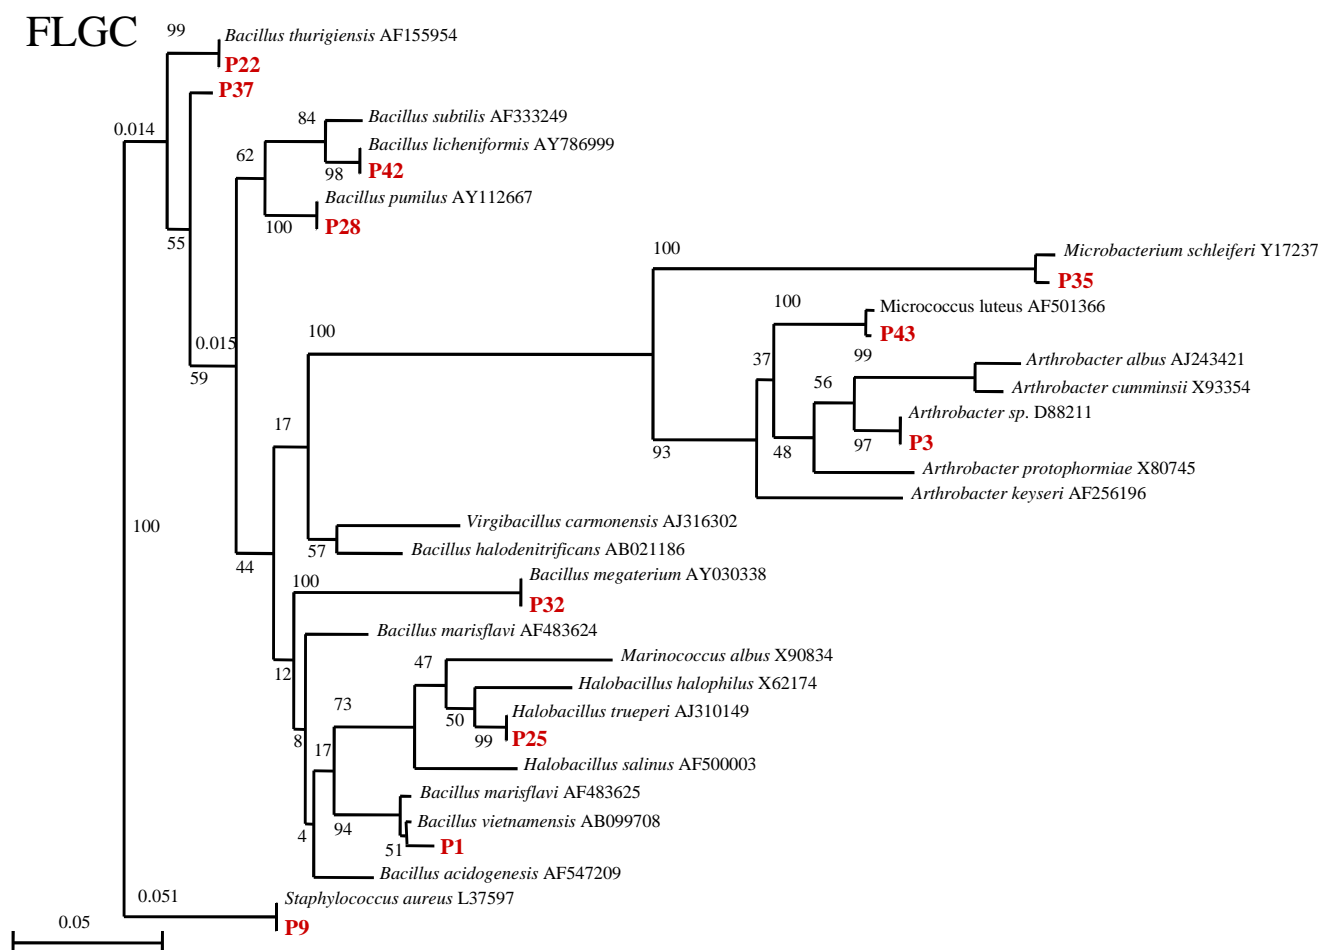 FLGC
99
Bacillus thurigiensis AF155954
P22
P37
84
Bacillus subtilis AF333249
0.014
Bacillus licheniformis AY786999
62
98
P42
Bacillus pumilus AY112667
100
P28
55
100
Microbacterium schleiferi Y17237
P35
100
Micrococcus luteus AF501366
0.015
100
P43
37
99
Arthrobacter albus AJ243421
59
56
Arthrobacter cumminsii X93354
Arthrobacter sp. D88211
17
P3
93
48
97
Arthrobacter protophormiae X80745
Arthrobacter keyseri AF256196
100
Virgibacillus carmonensis AJ316302
57
Bacillus halodenitrificans AB021186
44
100
Bacillus megaterium AY030338
P32
Bacillus marisflavi AF483624
12
47
Marinococcus albus X90834
Halobacillus halophilus X62174
73
50
Halobacillus trueperi AJ310149
8
17
99
P25
Halobacillus salinus AF500003
Bacillus marisflavi AF483625
Bacillus vietnamensis AB099708
4
94
51
P1
Bacillus acidogenesis AF547209
0.051
Staphylococcus aureus L37597
P9
0.05